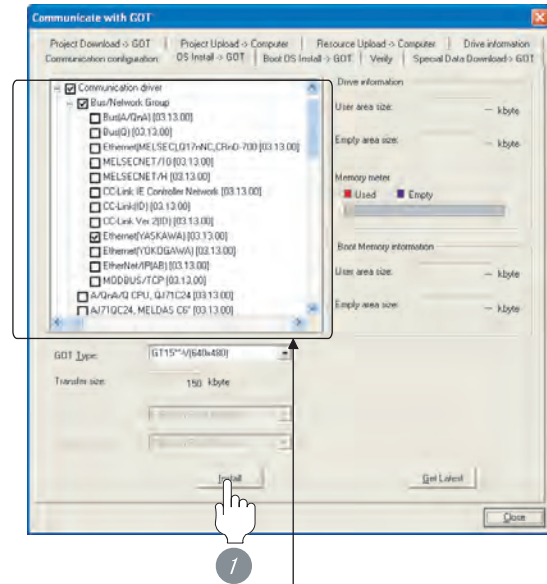 Communicate with GOT
Project Download -> GOT Project Upload -> Computer Resource Upload -> Computer Drive information
Communication configuration OS Install -> GOT Boot OS Install -> GOT Verify Special Data Download -> GOT
Communication driver
Bus/Network Group
Bus(A/QnA) [03.13.00]
Bus(Q) [03.13.00]
Ethernet(MELSEC),Q17nNC,CRnD-700 [03.13.00]
MELSECNET/10 [03.13.00]
MELSECNET/H [03.13.00]
CC-Link IE Controller Network [03.13.00]
CC-Link(ID) [03.13.00]
CC-Link Ver.2(ID) [03.13.00]
Ethernet(YASKAWA) [03.13.00]
Ethernet(YOKOGAWA) [03.13.00]
EtherNet/IP(AB) [03.13.00]
MODBUS/TCP [03.13.00]
A/QnA/Q CPU, QJ71C24 [03.13.00]
AJ71QC24, MELDAS C6* [03.13.00]
Drive information
User area size: -- kbyte
Empty area size: -- kbyte
Memory meter
Used Empty
Boot Memory information
User area size: -- kbyte
Empty area size: -- kbyte
GOT Type: GT15**-V(640x480)
Transfer size: 150 kbyte
Install Get Latest
Close
1